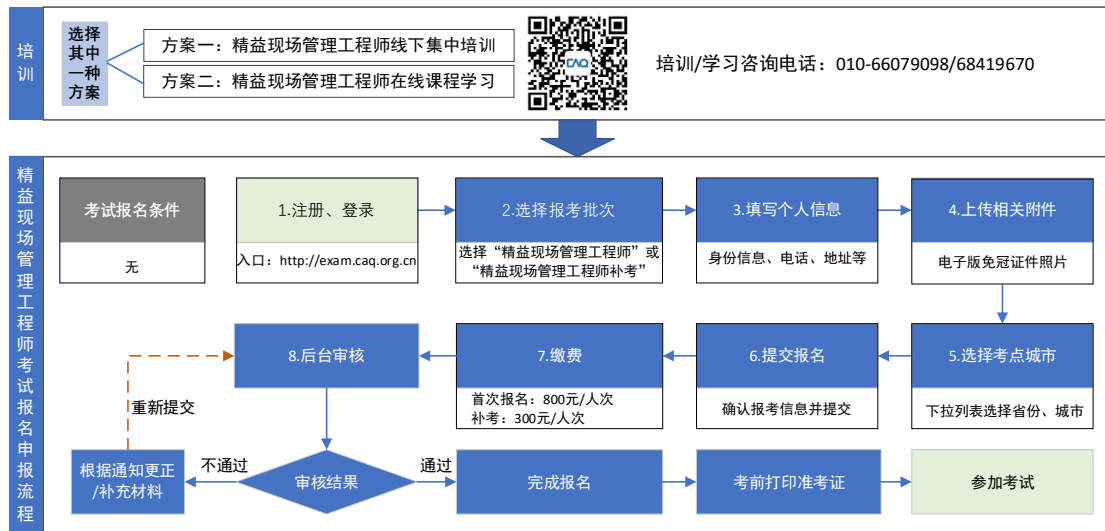 培训
选择
其中
一种
方案
方案一：精益现场管理工程师线下集中培训
方案二：精益现场管理工程师在线课程学习
CAQ
培训/学习咨询电话：010-66079098/68419670
精益现场管理工程师考试报名申报流程
考试报名条件
无
1.注册、登录
入口：http://exam.caq.org.cn
2.选择报考批次
选择“精益现场管理工程师”或
“精益现场管理工程师补考”
3.填写个人信息
身份信息、电话、地址等
4.上传相关附件
电子版免冠证件照片
8.后台审核
7.缴费
首次报名：800元/人次
补考：300元/人次
6.提交报名
确认报考信息并提交
5.选择考点城市
下拉列表选择省份、城市
重新提交
根据通知更正
/补充材料
不通过
审核结果
通过
完成报名
考前打印准考证
参加考试